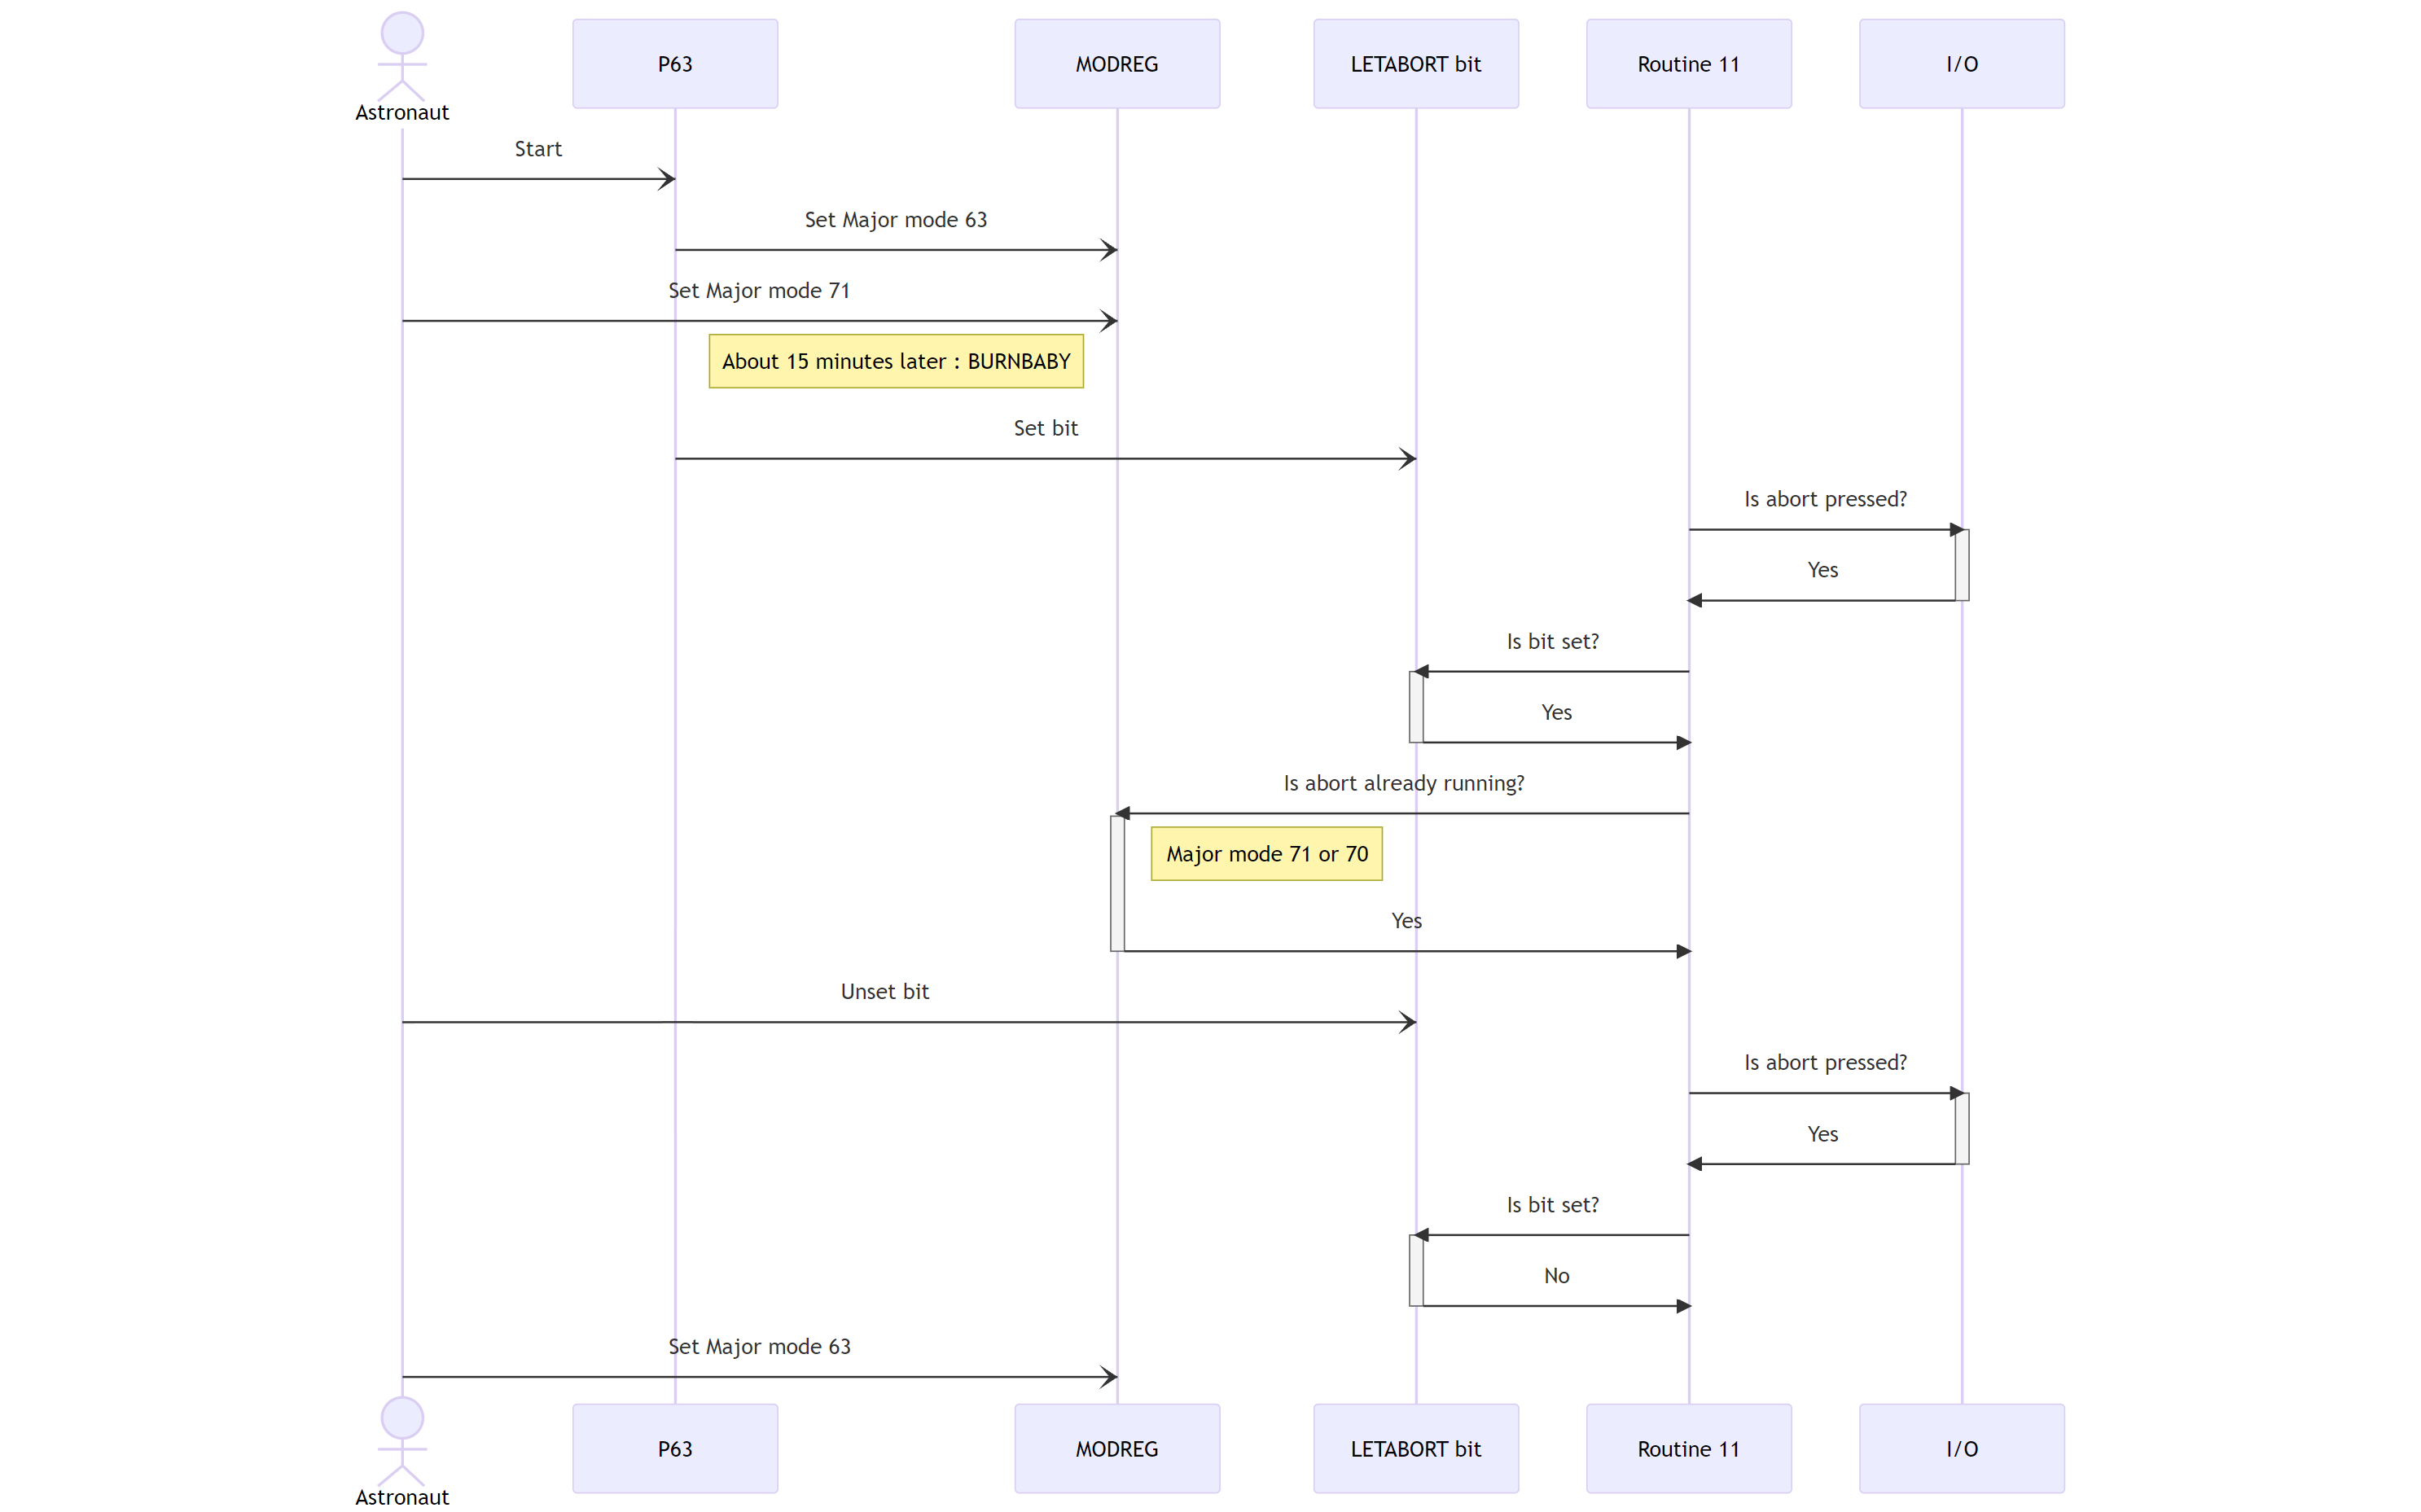 P63
MODREG
LETABORT bit
Routine 11
I/O
Astronaut
Start
Set Major mode 63
Set Major mode 71
About 15 minutes later : BURNBABY
Set bit
Is abort pressed?
Yes
Is bit set?
Yes
Is abort already running?
Major mode 71 or 70
Yes
Unset bit
Is abort pressed?
Yes
Is bit set?
No
Set Major mode 63
P63
MODREG
LETABORT bit
Routine 11
I/O
Astronaut